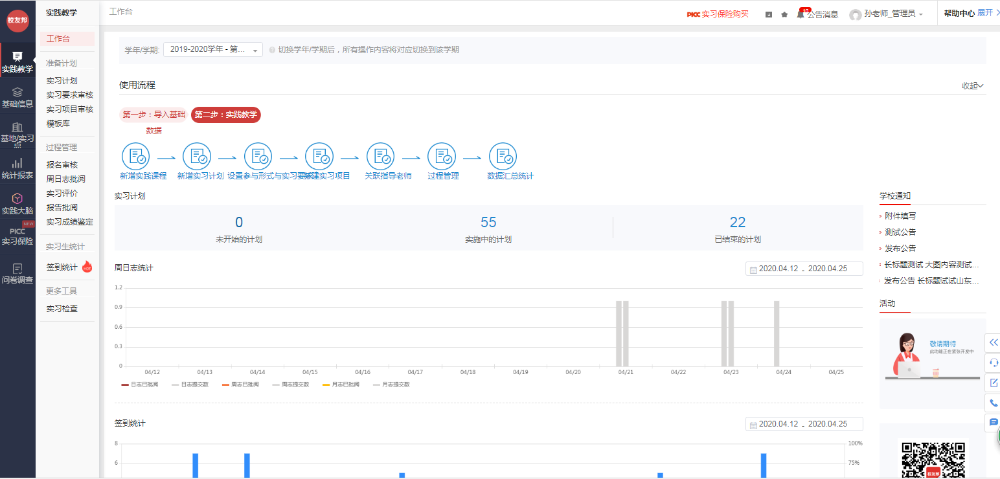 校友邦
实践教学
基础信息
基地/实习
点
统计报表
实践大脑
NEW
PICC
实习保险
问卷调查
实践教学
工作台
准备计划
实习计划
实习要求审核
实习项目审核
模板库
过程管理
报名审核
周日志批阅
实习评价
报告批阅
实习成绩鉴定
实习生统计
签到统计 HOT
更多工具
实习检查
工作台
PICC 实习保险购买
10
公告消息
孙老师_管理员
帮助中心 展开
学年/学期: 2019-2020学年 - 第... 切换学年/学期后，所有操作内容将对应切换到该学期
使用流程
收起
第一步：导入基础
数据
第二步：实践教学
新增实践课程 新增实习计划 设置参与形式与实习要求 新建实习项目 关联指导老师 过程管理 数据汇总统计
实习计划
0 55 22
未开始的计划 实施中的计划 已结束的计划
周日志统计
2020.04.12 - 2020.04.25
1.2
0.9
0.6
0.3
0
04/12 04/13 04/14 04/15 04/16 04/17 04/18 04/19 04/20 04/21 04/22 04/23 04/24 04/25
日志已批阅 日志提交数 周志已批阅 周志提交数 月志已批阅 月志提交数
签到统计
2020.04.12 - 2020.04.25
8 100%
6 75%
学校通知
附件填写
测试公告
发布公告
长标题测试 大图内容测试...
发布公告 长标题试试山东...
活动
敬请期待
此功能正在紧张开发中
校友邦